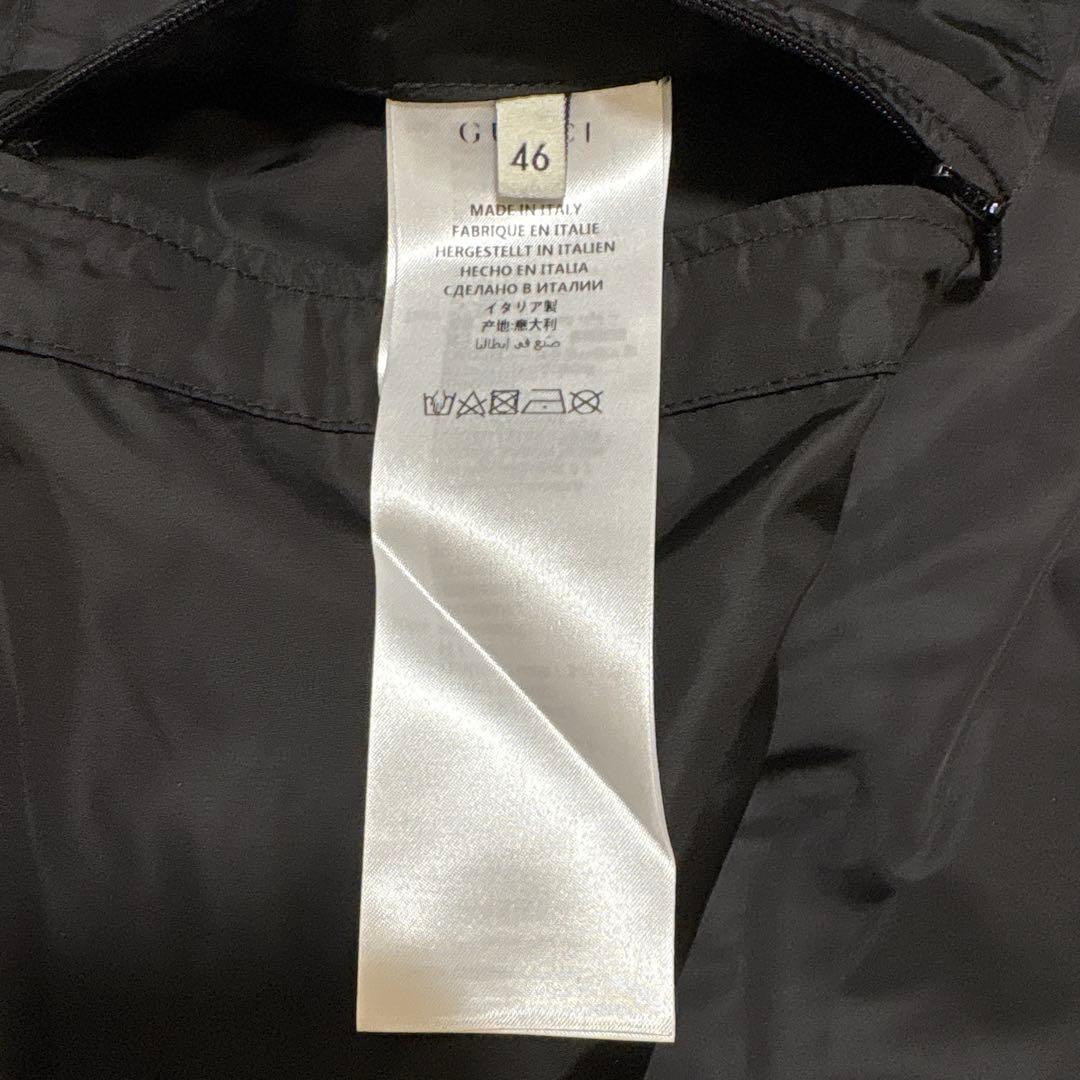 GUCCI
46
MADE IN ITALY
FABRIQUE EN ITALIE
HERGESTELLT IN ITALIEN
HECHO EN ITALIA
СДЕЛАНО В ИТАЛИИ
イタリア製
产地:意大利
صنع في إيطاليا